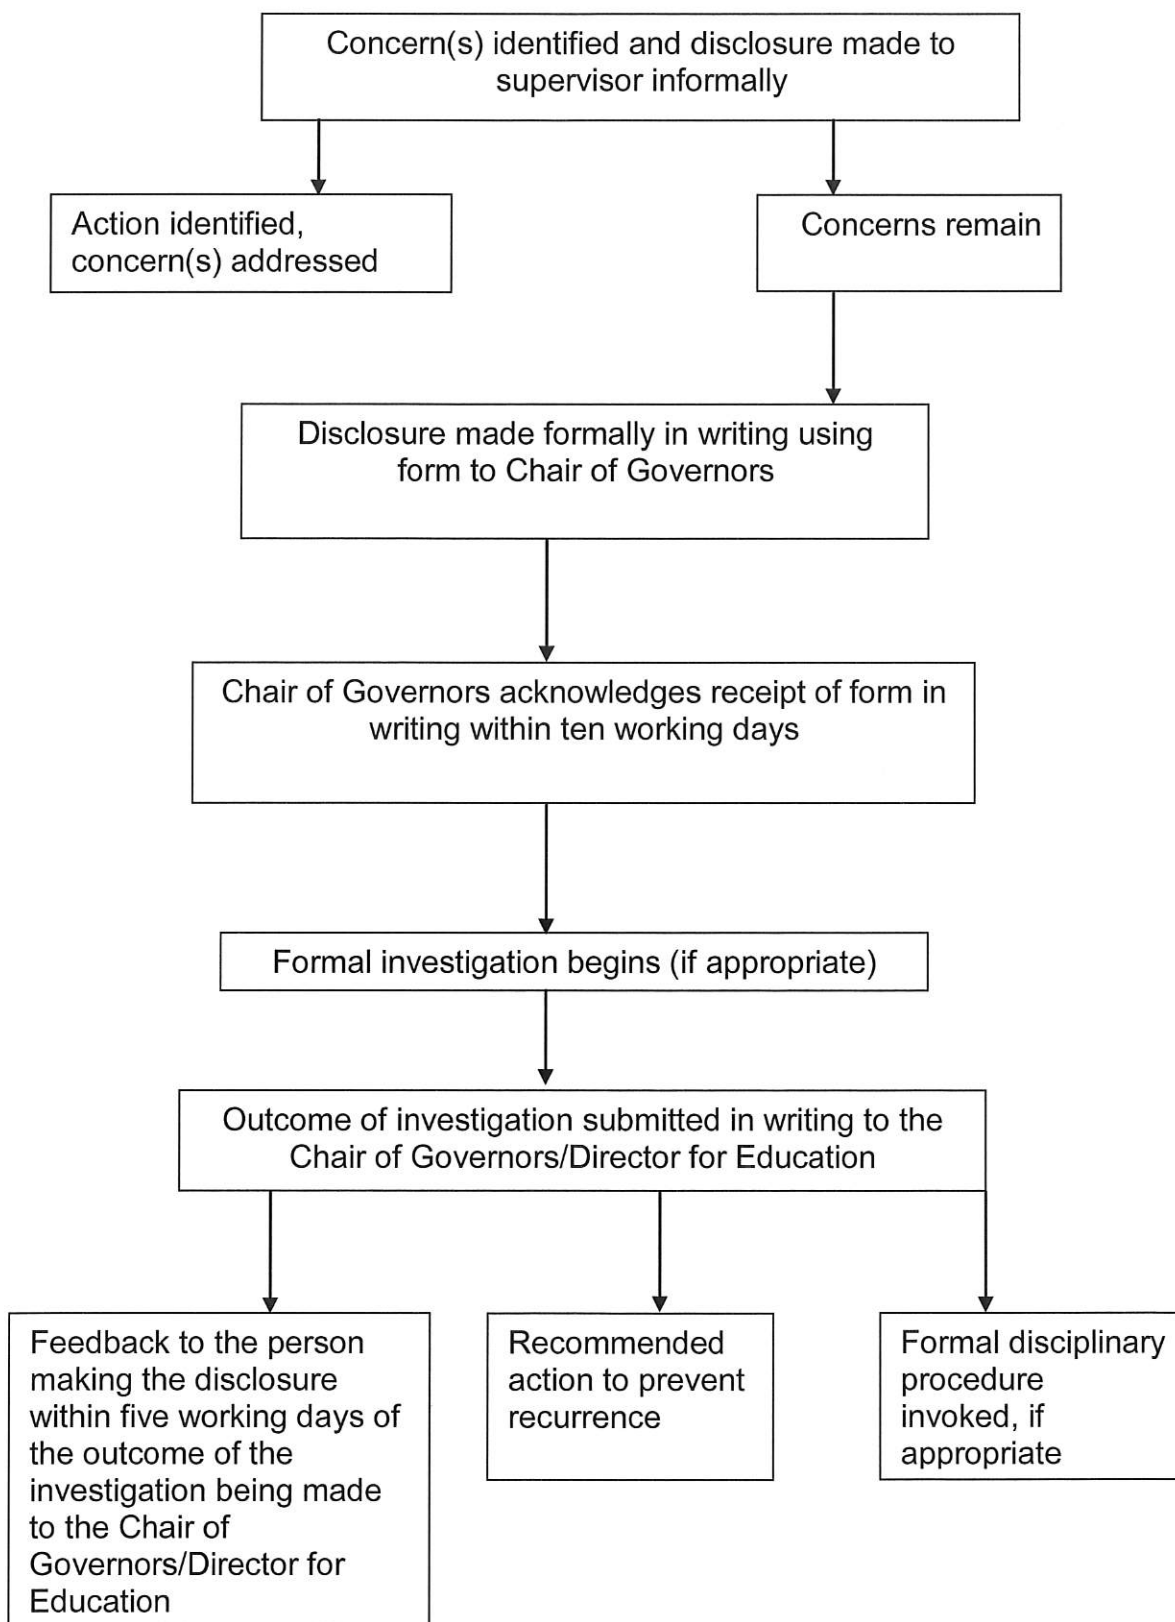 Concern(s) identified and disclosure made to
supervisor informally
Action identified,
concern(s) addressed
Concerns remain
Disclosure made formally in writing using
form to Chair of Governors
Chair of Governors acknowledges receipt of form in
writing within ten working days
Formal investigation begins (if appropriate)
Outcome of investigation submitted in writing to the
Chair of Governors/Director for Education
Feedback to the person
making the disclosure
within five working days of
the outcome of the
investigation being made
to the Chair of
Governors/Director for
Education
Recommended
action to prevent
recurrence
Formal disciplinary
procedure
invoked, if
appropriate